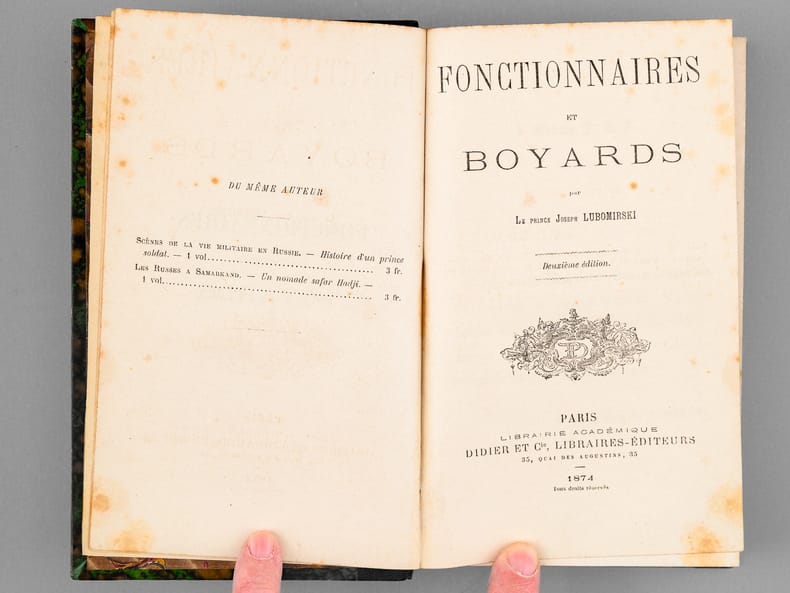 DU MÊME AUTEUR
SCÈNES DE LA VIE MILITAIRE EN RUSSIE. — Histoire d'un prince
soldat. — 1 vol. 3 fr.
LES RUSSES A SAMARKAND. — Un nomade safar Hadji. —
1 vol. 3 fr.
FONCTIONNAIRES
ET
BOYARDS
par
LE PRINCE JOSEPH LUBOMIRSKI
Deuxième édition.
PARIS
LIBRAIRIE ACADÉMIQUE
DIDIER ET Cie, LIBRAIRES-ÉDITEURS
35, QUAI DES AUGUSTINS, 35
1874
Tous droits réservés